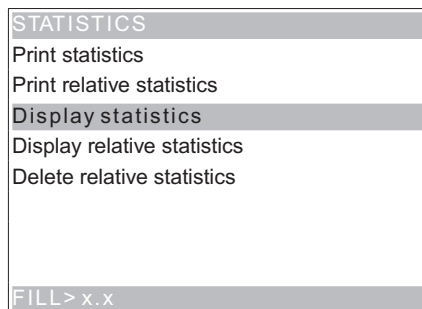 STATISTICS
Print statistics
Print relative statistics
Display statistics
Display relative statistics
Delete relative statistics
FILL> x.x